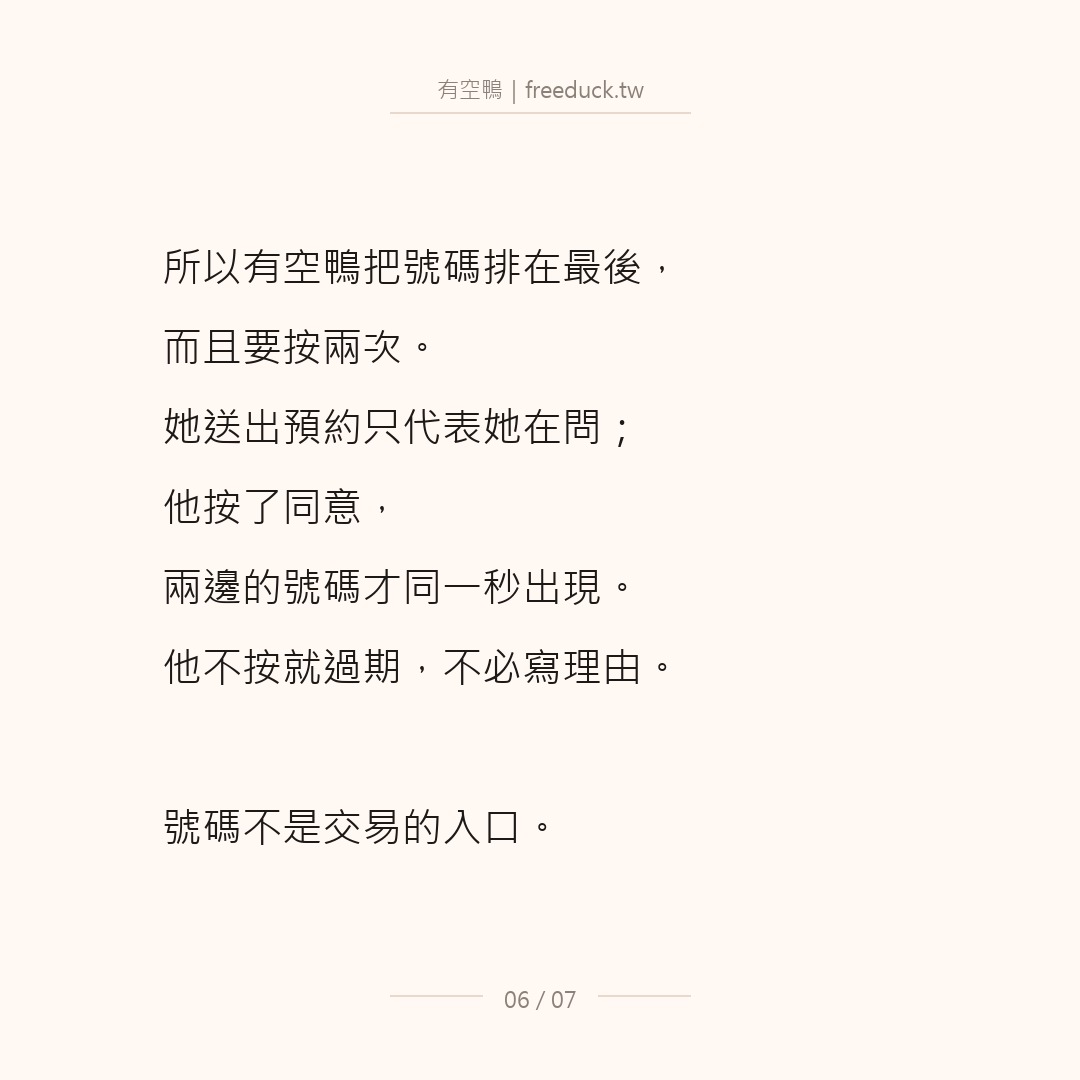 有空鴨 | freeduck.tw
所以有空鴨把號碼排在最後，
而且要按兩次。
她送出預約只代表她在問；
他按了同意，
兩邊的號碼才同一秒出現。
他不按就過期，不必寫理由。
號碼不是交易的入口。
06 / 07